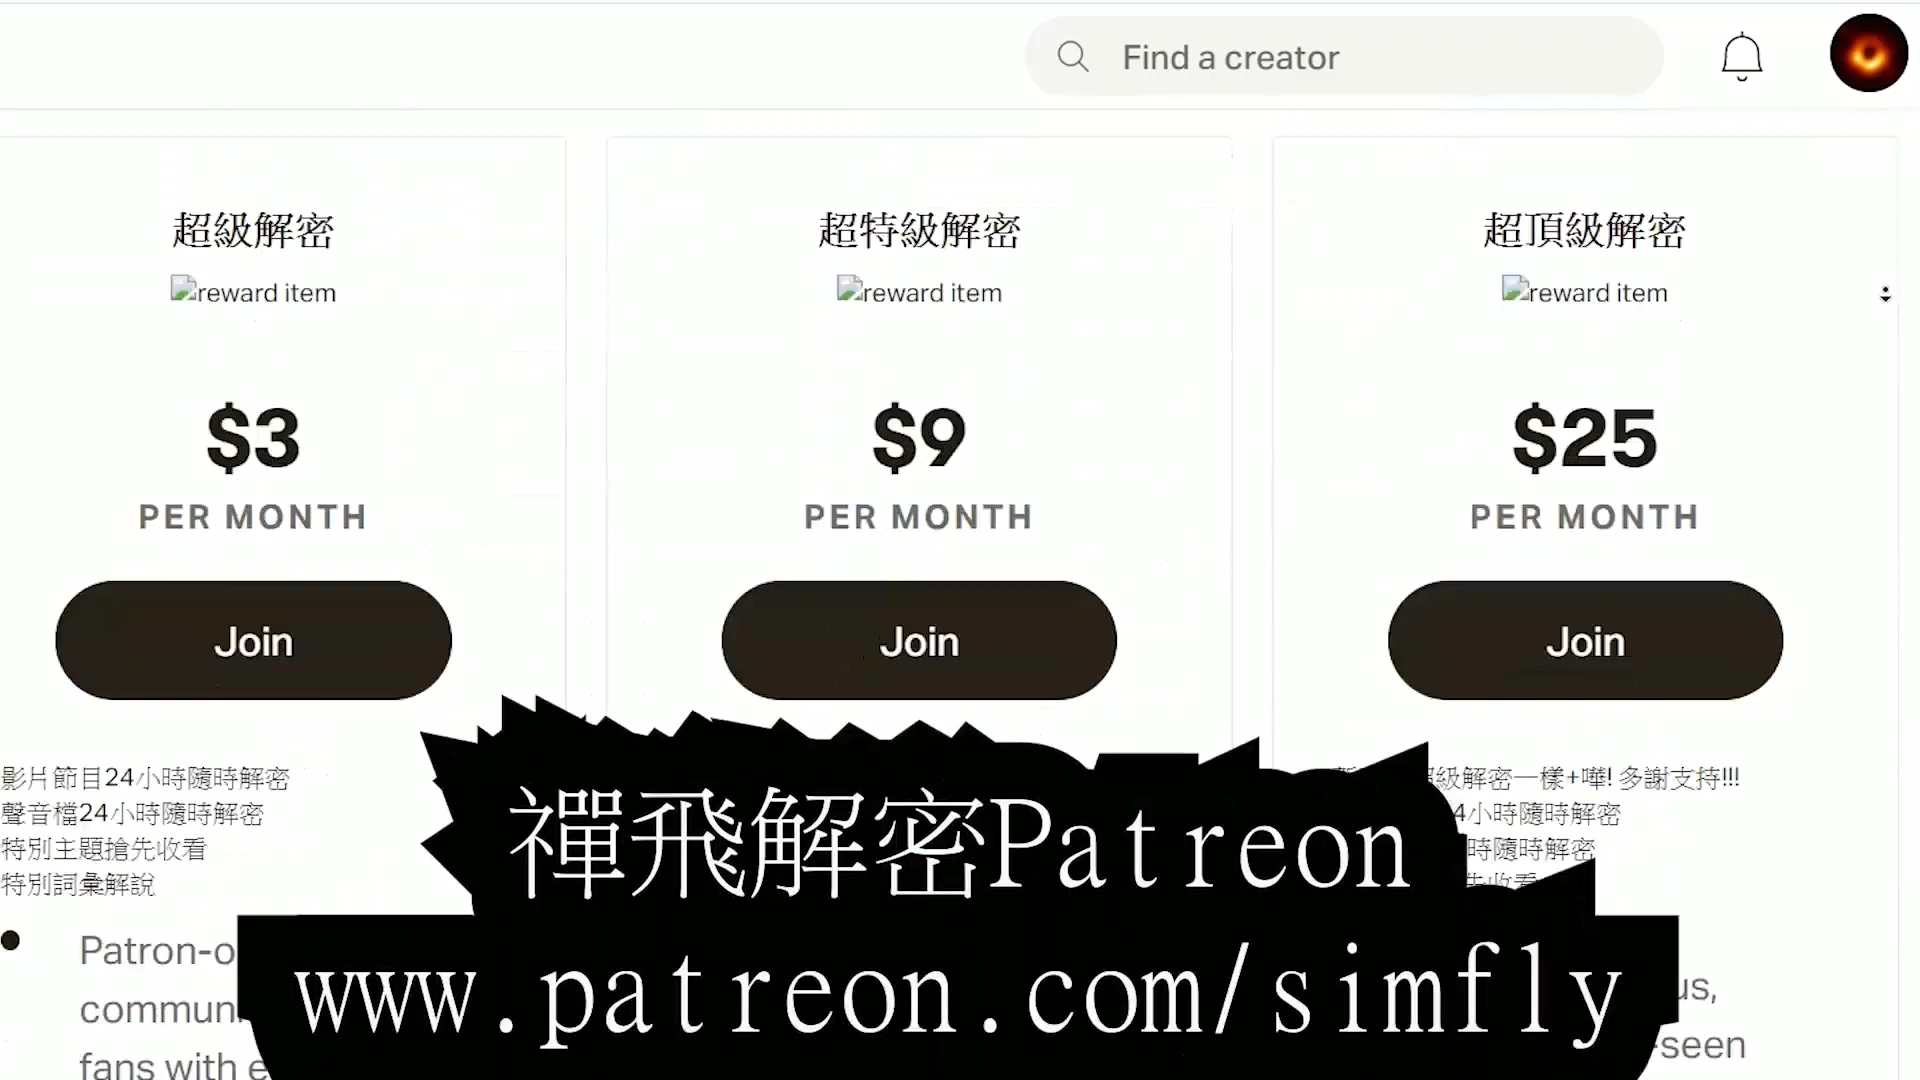 Find a creator
超級解密
reward item
$3
PER MONTH
Join
影片節目24小時隨時解密
聲音檔24小時隨時解密
特別主題搶先收看
特別詞彙解說
超特級解密
reward item
$9
PER MONTH
Join
超頂級解密
reward item
$25
PER MONTH
Join
級解密一樣+嘩! 多謝支持!!!
4小時隨時解密
時隨時解密
禪飛解密Patreon
www.patreon.com/simfly
Patron-o
commun
fans with e
us,
-seen